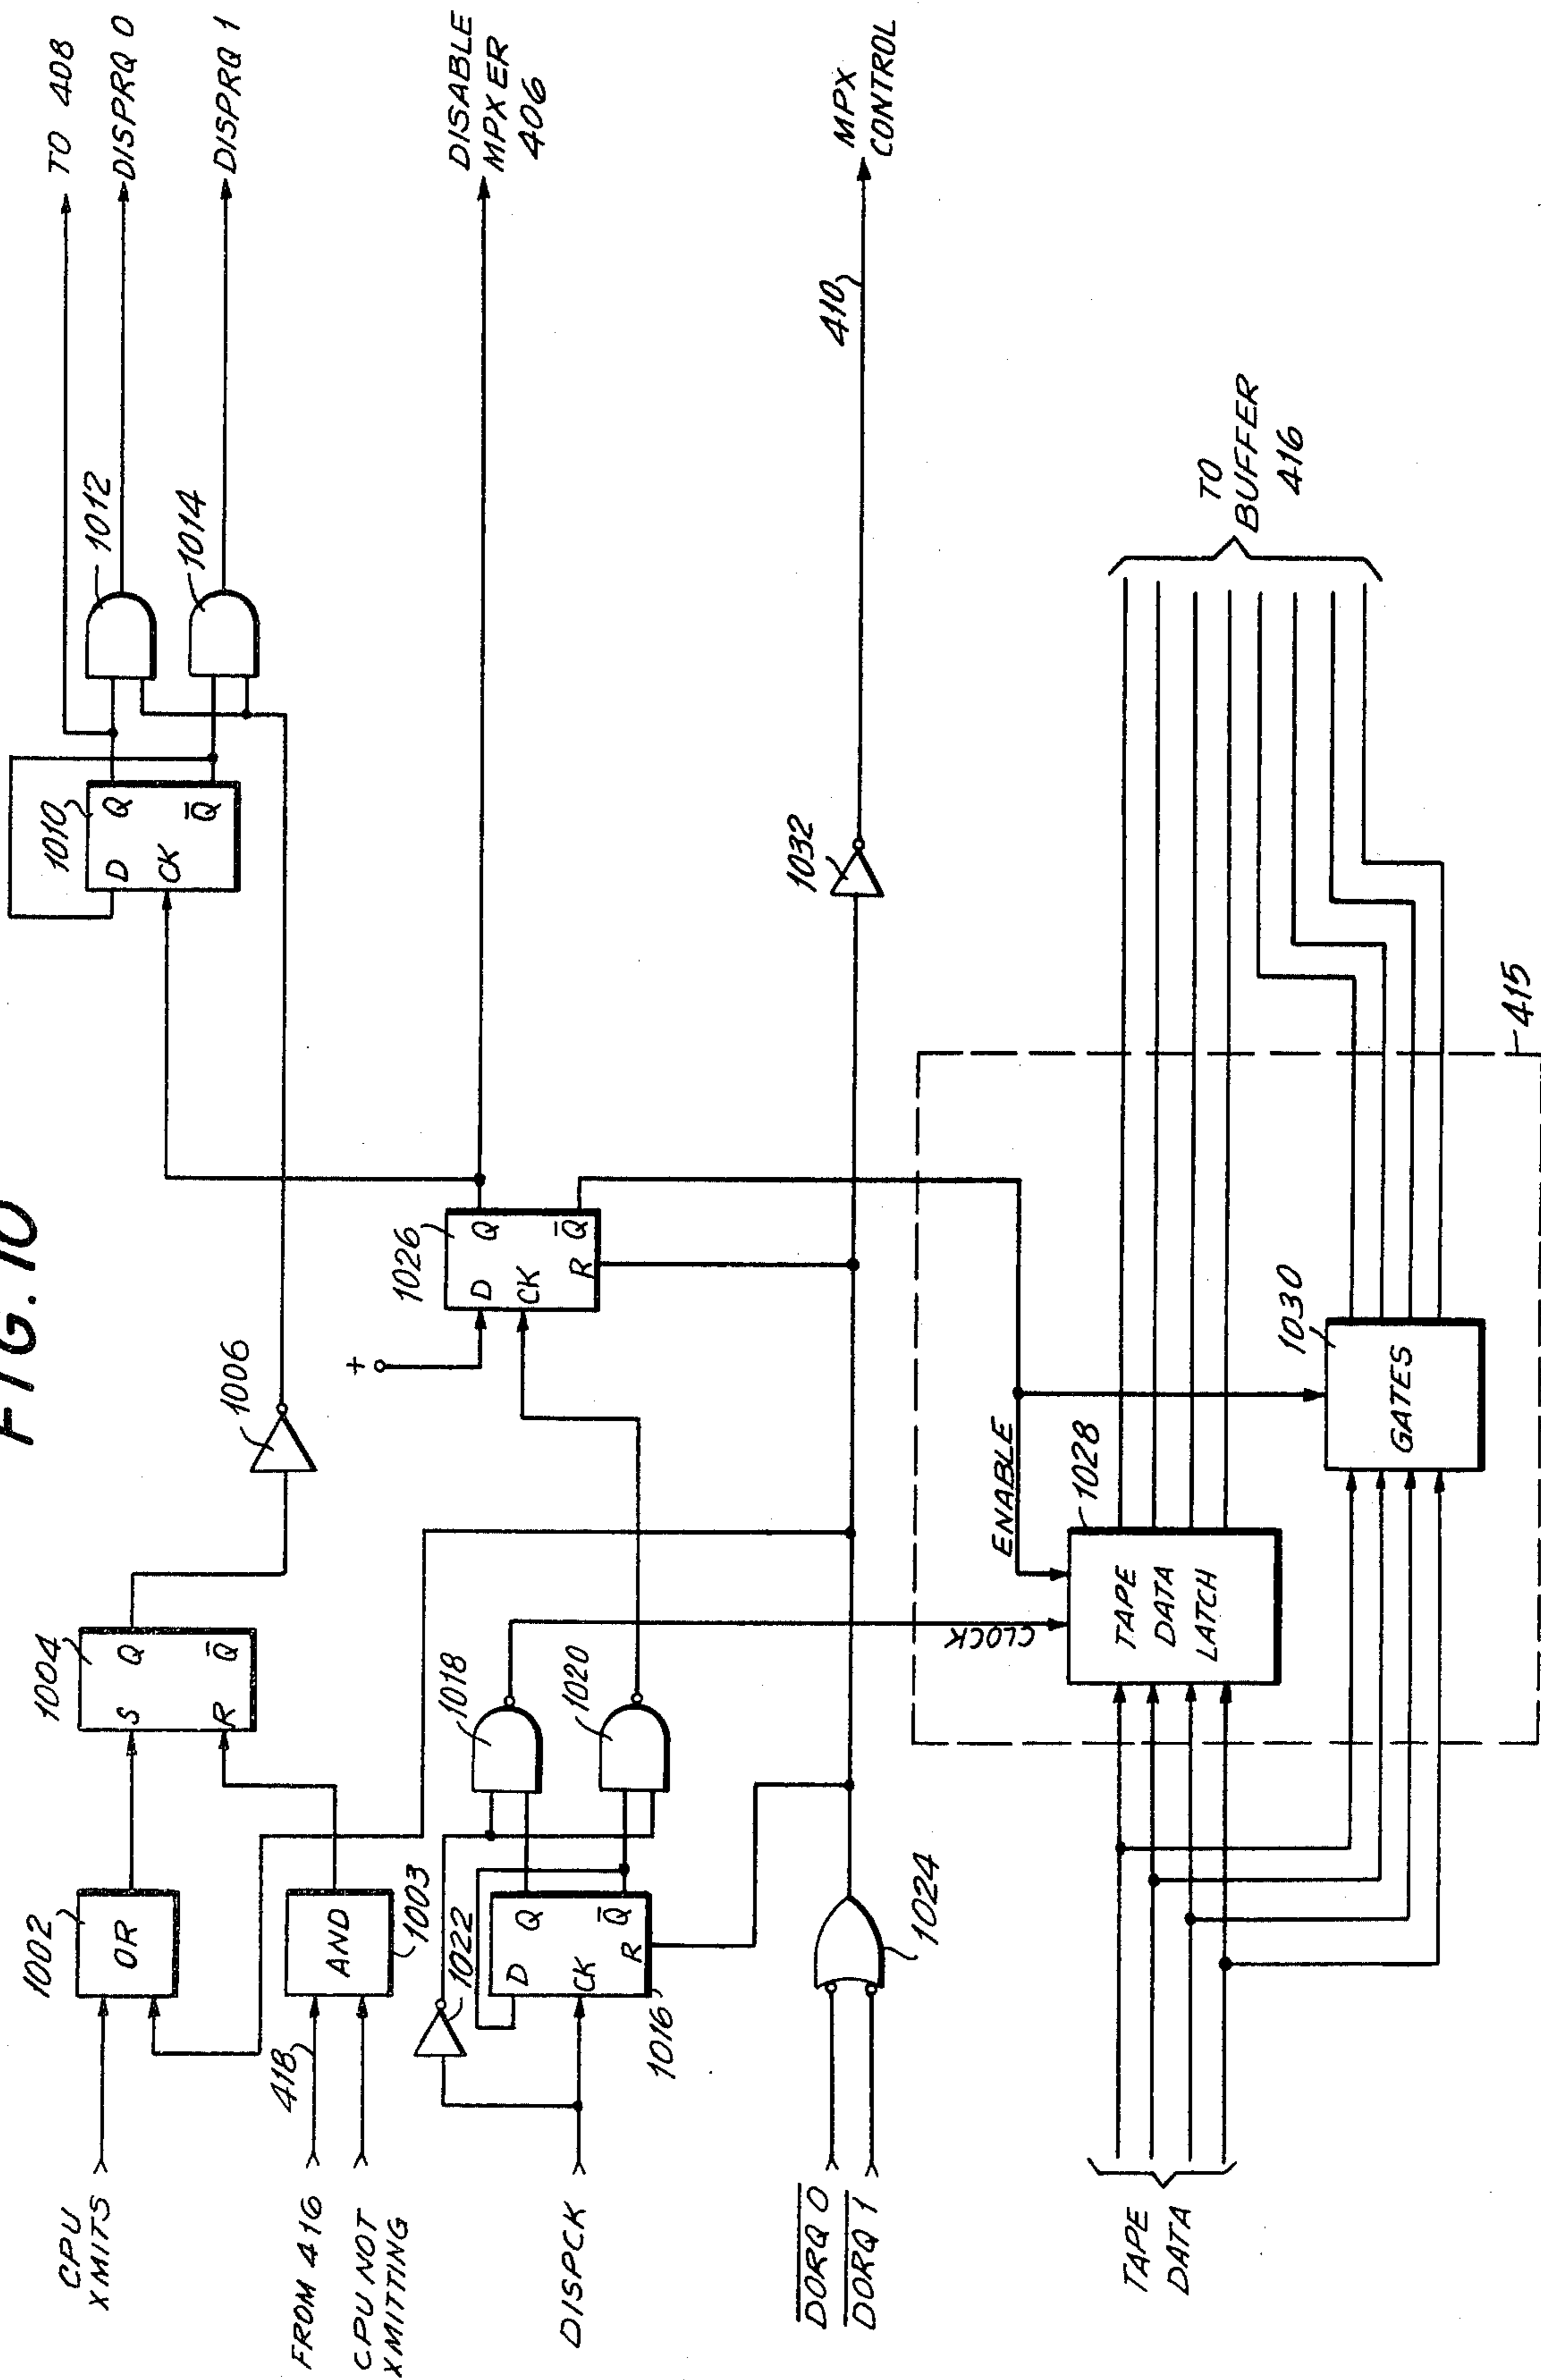 FIG. 10
CPU
XMITS
1002
OR
FROM 416
418
CPU NOT
XMITTING
AND
1003
1004
S
Q
R
Q̅
1006
1010
D
Q
CK
Q̅
1012
1014
TO 408
DISPRQ 0
DISPRQ 1
DISPCK
1022
D
Q
CK
Q̅
R
1016
1018
1020
+
1026
D
Q
CK
Q̅
R
DISABLE
MPXER
406
D̅O̅R̅Q̅ ̅0̅
D̅O̅R̅Q̅ ̅1̅
1024
1032
410
MPX
CONTROL
TAPE
DATA
CLOCK
ENABLE
1028
TAPE
DATA
LATCH
1030
GATES
415
TO
BUFFER
416